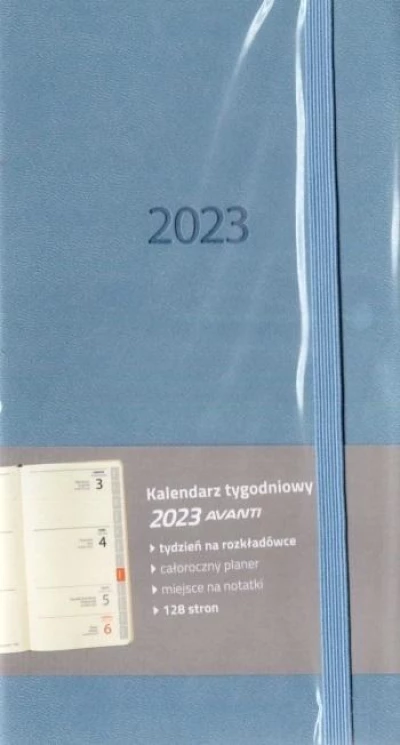 2023
Kalendarz tygodniowy
2023 AVANTI
tydzień na rozkładówce
całoroczny planer
miejsce na notatki
128 stron
3
4
5
6